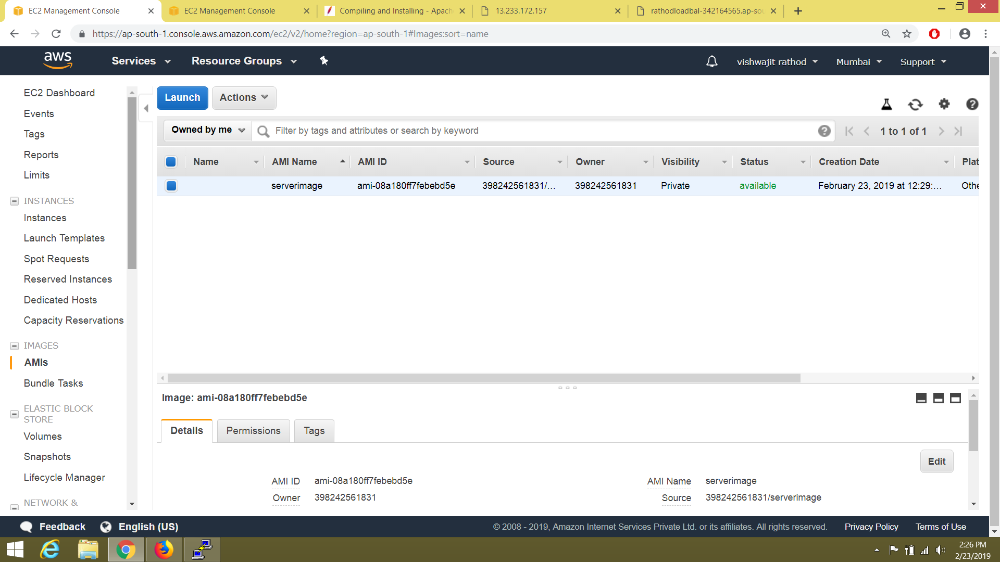 EC2 Management Console
EC2 Management Console
Compiling and Installing - Apach
13.233.172.157
rathodloadbal-342164565.ap-sou
https://ap-south-1.console.aws.amazon.com/ec2/v2/home?region=ap-south-1#Images:sort=name
aws
Services
Resource Groups
vishwajit rathod
Mumbai
Support
EC2 Dashboard
Events
Tags
Reports
Limits
INSTANCES
Instances
Launch Templates
Spot Requests
Reserved Instances
Dedicated Hosts
Capacity Reservations
IMAGES
AMIs
Bundle Tasks
ELASTIC BLOCK
STORE
Volumes
Snapshots
Lifecycle Manager
NETWORK &
Launch
Actions
Owned by me
Filter by tags and attributes or search by keyword
1 to 1 of 1
Name AMI Name AMI ID Source Owner Visibility Status Creation Date Plat
serverimage ami-08a180ff7febebd5e 398242561831/... 398242561831 Private available February 23, 2019 at 12:29:... Othe
Image: ami-08a180ff7febebd5e
Details
Permissions
Tags
Edit
AMI ID ami-08a180ff7febebd5e
AMI Name serverimage
Owner 398242561831
Source 398242561831/serverimage
Feedback
English (US)
© 2008 - 2019, Amazon Internet Services Private Ltd. or its affiliates. All rights reserved.
Privacy Policy
Terms of Use
2:26 PM
2/23/2019